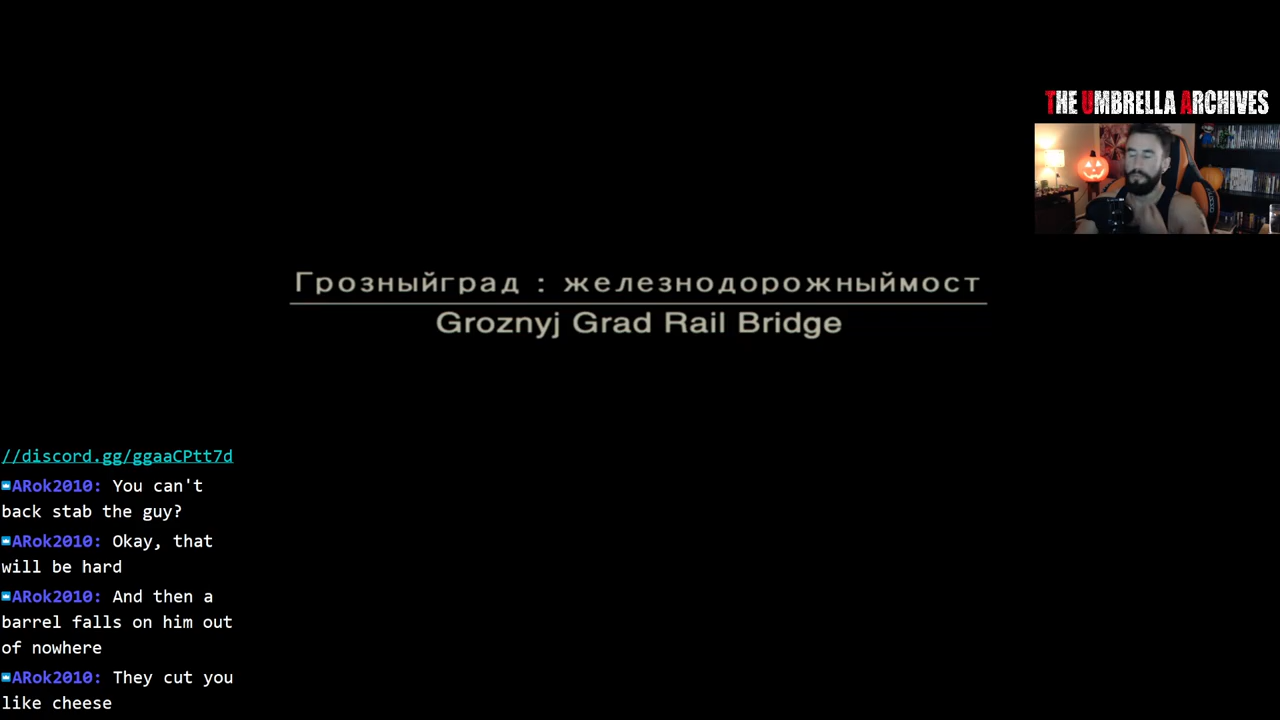 THE UMBRELLA ARCHIVES
Грозныйград : железнодорожныймост
Groznyj Grad Rail Bridge
//discord.gg/ggaaCPtt7d
ARok2010: You can't
back stab the guy?
ARok2010: Okay, that
will be hard
ARok2010: And then a
barrel falls on him out
of nowhere
ARok2010: They cut you
like cheese